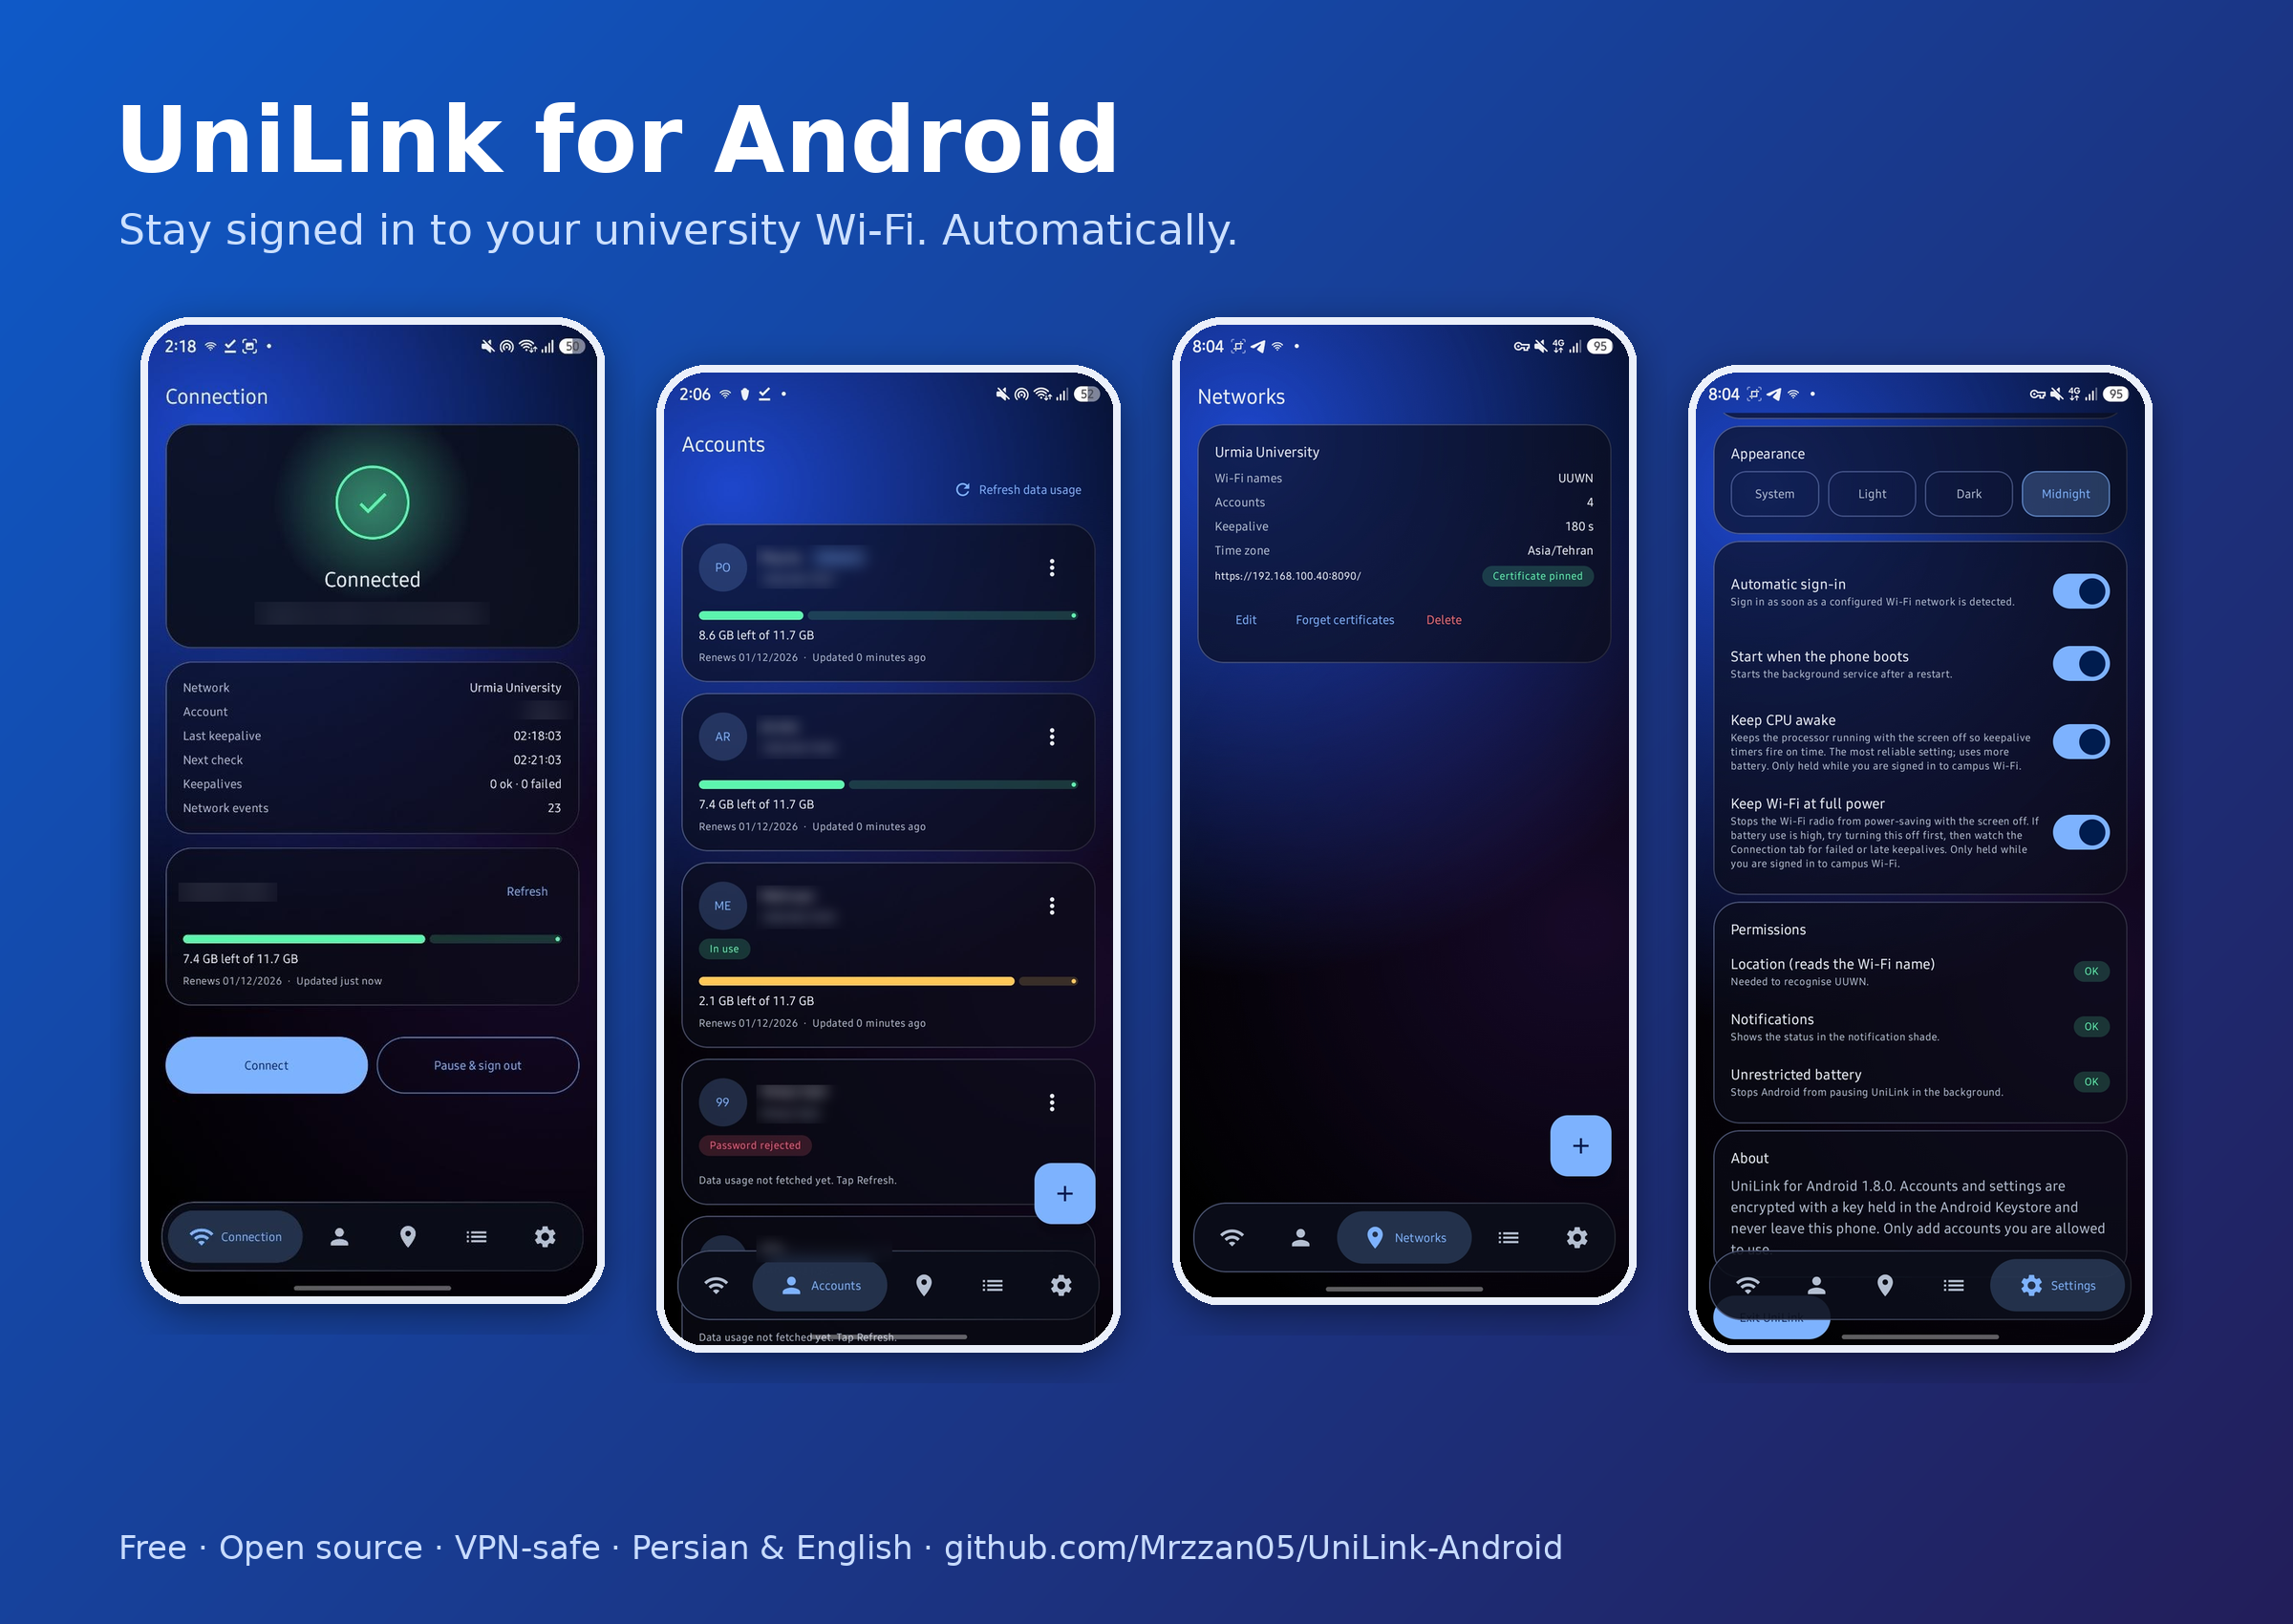 UniLink for Android
Stay signed in to your university Wi-Fi. Automatically.
2:18
50
Connection
Connected
Network Urmia University
Account
Last keepalive 02:18:03
Next check 02:21:03
Keepalives 0 ok · 0 failed
Network events 23
Refresh
7.4 GB left of 11.7 GB
Renews 01/12/2026 · Updated just now
Connect
Pause & sign out
Connection
2:06
52
Accounts
Refresh data usage
PO
8.6 GB left of 11.7 GB
Renews 01/12/2026 · Updated 0 minutes ago
AR
7.4 GB left of 11.7 GB
Renews 01/12/2026 · Updated 0 minutes ago
ME
In use
2.1 GB left of 11.7 GB
Renews 01/12/2026 · Updated 0 minutes ago
99
Password rejected
Data usage not fetched yet. Tap Refresh.
Accounts
Data usage not fetched yet. Tap Refresh.
8:04
4G
95
Networks
Urmia University
Wi-Fi names UUWN
Accounts 4
Keepalive 180 s
Time zone Asia/Tehran
https://192.168.100.40:8090/ Certificate pinned
Edit Forget certificates Delete
Networks
8:04
4G
95
Appearance
System Light Dark Midnight
Automatic sign-in
Sign in as soon as a configured Wi-Fi network is detected.
Start when the phone boots
Starts the background service after a restart.
Keep CPU awake
Keeps the processor running with the screen off so keepalive
timers fire on time. The most reliable setting; uses more
battery. Only held while you are signed in to campus Wi-Fi.
Keep Wi-Fi at full power
Stops the Wi-Fi radio from power-saving with the screen off. If
battery use is high, try turning this off first, then watch the
Connection tab for failed or late keepalives. Only held while
you are signed in to campus Wi-Fi.
Permissions
Location (reads the Wi-Fi name) OK
Needed to recognise UUWN.
Notifications OK
Shows the status in the notification shade.
Unrestricted battery OK
Stops Android from pausing UniLink in the background.
About
UniLink for Android 1.8.0. Accounts and settings are
encrypted with a key held in the Android Keystore and
never leave this phone. Only add accounts you are allowed
to use.
Settings
Exit UniLink
Free · Open source · VPN-safe · Persian & English · github.com/Mrzzan05/UniLink-Android